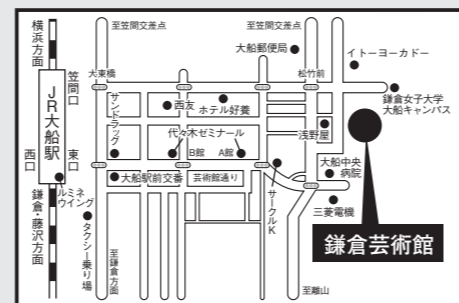 至笠間交差点
至笠間交差点
横浜方面
大船郵便局
イトーヨーカドー
笠間口
大東橋
松竹前
鎌倉女子大学
大船キャンパス
西友
ホテル好養
サンドラッグ
浅野屋
JR大船駅
代々木ゼミナール
B館
A館
西口
東口
大船中央
病院
大船駅前交番
芸術館通り
ルミネ
ウイング
サークルK
三菱電機
タクシー乗り場
鎌倉・藤沢方面
鎌倉芸術館
至鎌倉方面
至離山